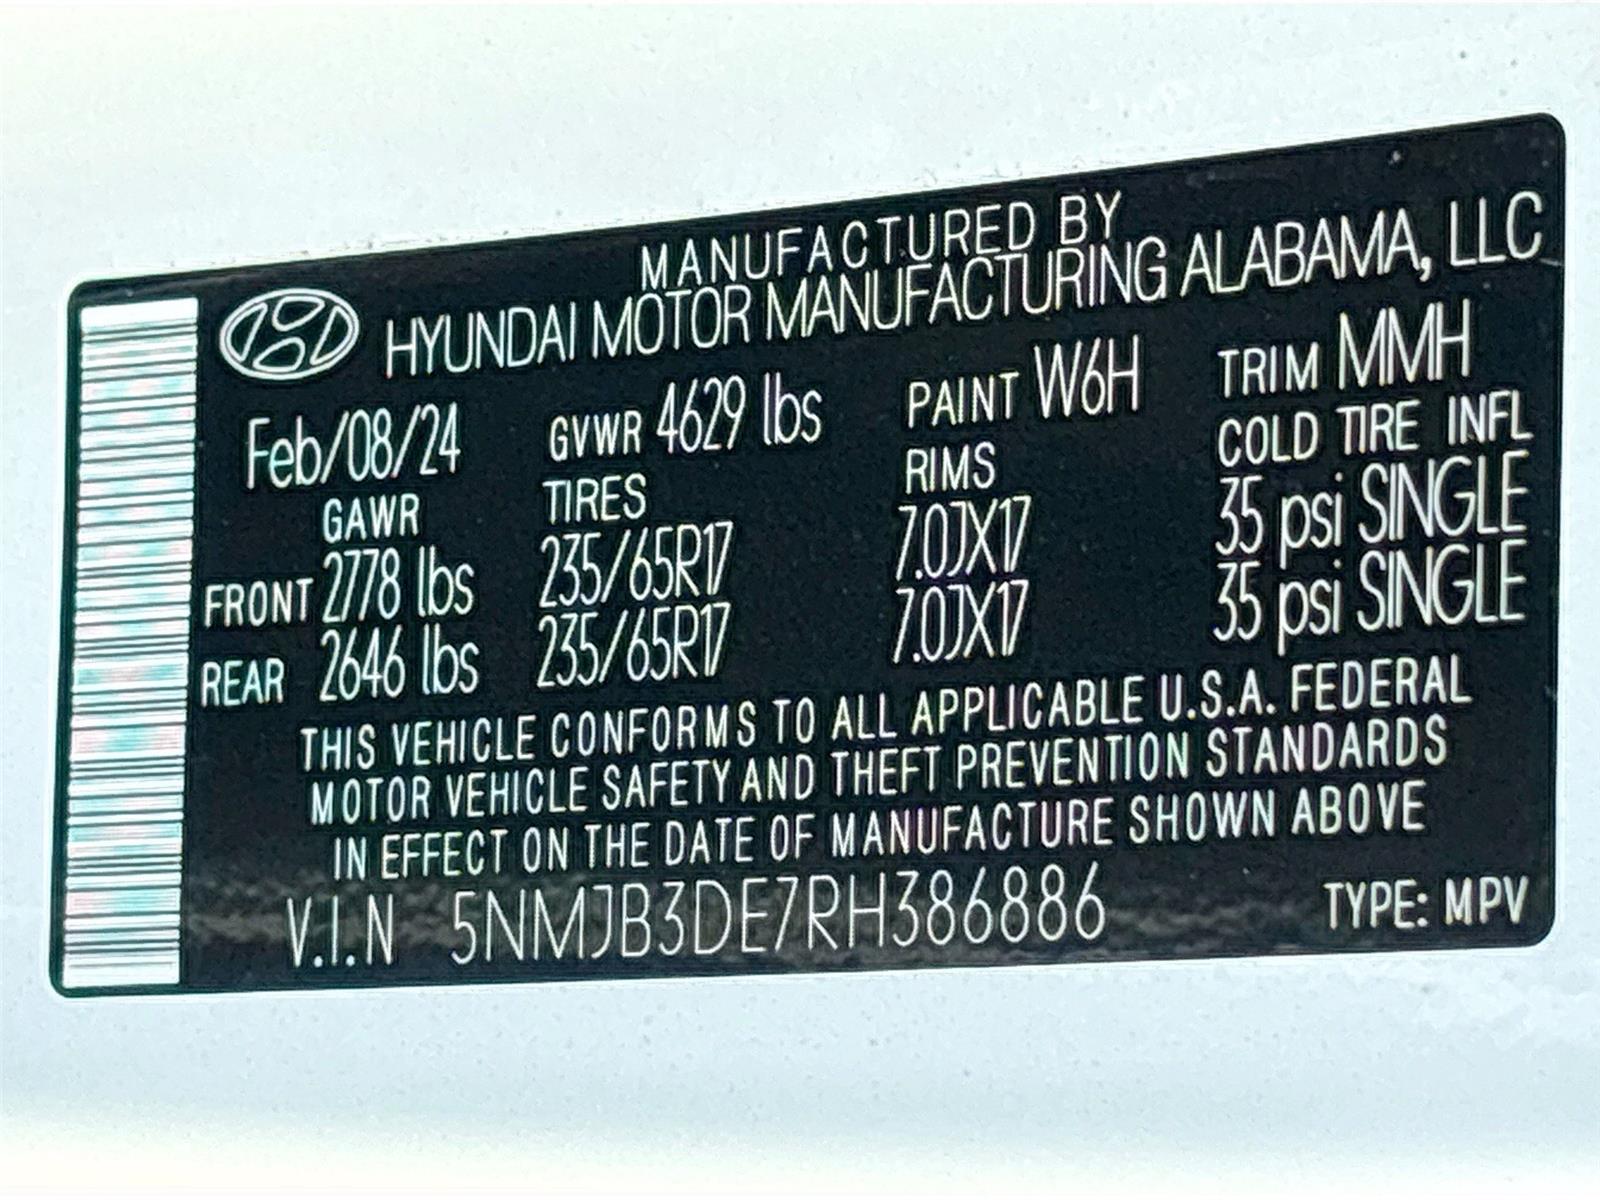 MANUFACTURED BY
HYUNDAI MOTOR MANUFACTURING ALABAMA, LLC
Feb/08/24 GVWR 4629 lbs PAINT W6H TRIM MMH
GAWR TIRES RIMS COLD TIRE INFL
FRONT 2778 lbs 235/65R17 7.0JX17 35 psi SINGLE
REAR 2646 lbs 235/65R17 7.0JX17 35 psi SINGLE
THIS VEHICLE CONFORMS TO ALL APPLICABLE U.S.A. FEDERAL
MOTOR VEHICLE SAFETY AND THEFT PREVENTION STANDARDS
IN EFFECT ON THE DATE OF MANUFACTURE SHOWN ABOVE
V.I.N 5NMJB3DE7RH386886 TYPE: MPV